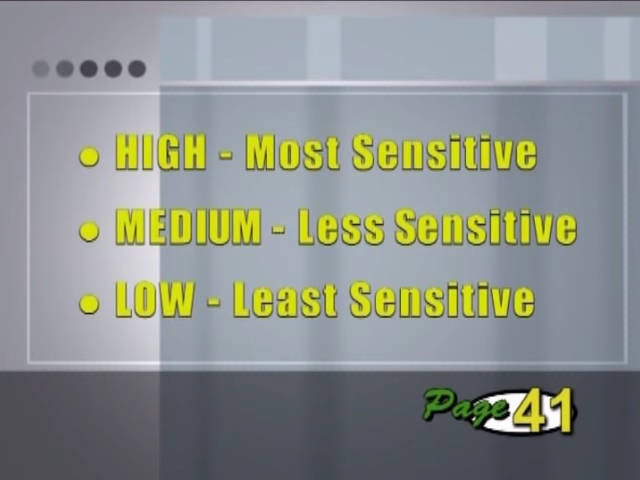 • HIGH - Most Sensitive
• MEDIUM - Less Sensitive
• LOW - Least Sensitive
Page 41